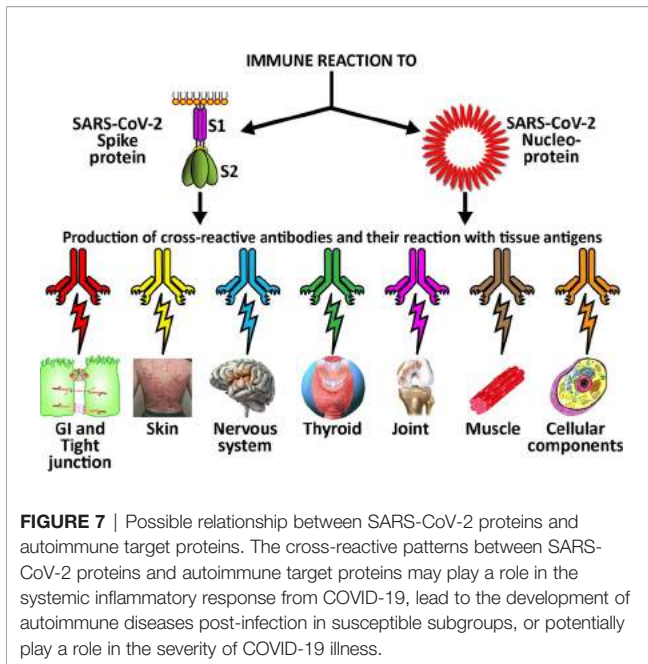 IMMUNE REACTION TO
SARS-CoV-2
Spike
protein
S1
S2
SARS-CoV-2
Nucleo-
protein
Production of cross-reactive antibodies and their reaction with tissue antigens
GI and
Tight
junction
Skin
Nervous
system
Thyroid
Joint
Muscle
Cellular
components
FIGURE 7 | Possible relationship between SARS-CoV-2 proteins and
autoimmune target proteins. The cross-reactive patterns between SARS-
CoV-2 proteins and autoimmune target proteins may play a role in the
systemic inflammatory response from COVID-19, lead to the development of
autoimmune diseases post-infection in susceptible subgroups, or potentially
play a role in the severity of COVID-19 illness.